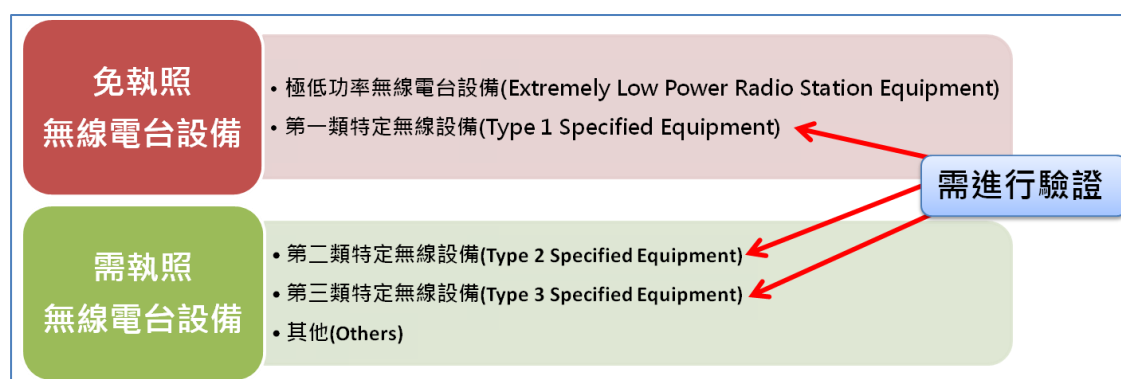 免執照
無線電台設備
• 極低功率無線電台設備(Extremely Low Power Radio Station Equipment)
• 第一類特定無線設備(Type 1 Specified Equipment)
需進行驗證
需執照
無線電台設備
• 第二類特定無線設備(Type 2 Specified Equipment)
• 第三類特定無線設備(Type 3 Specified Equipment)
• 其他(Others)